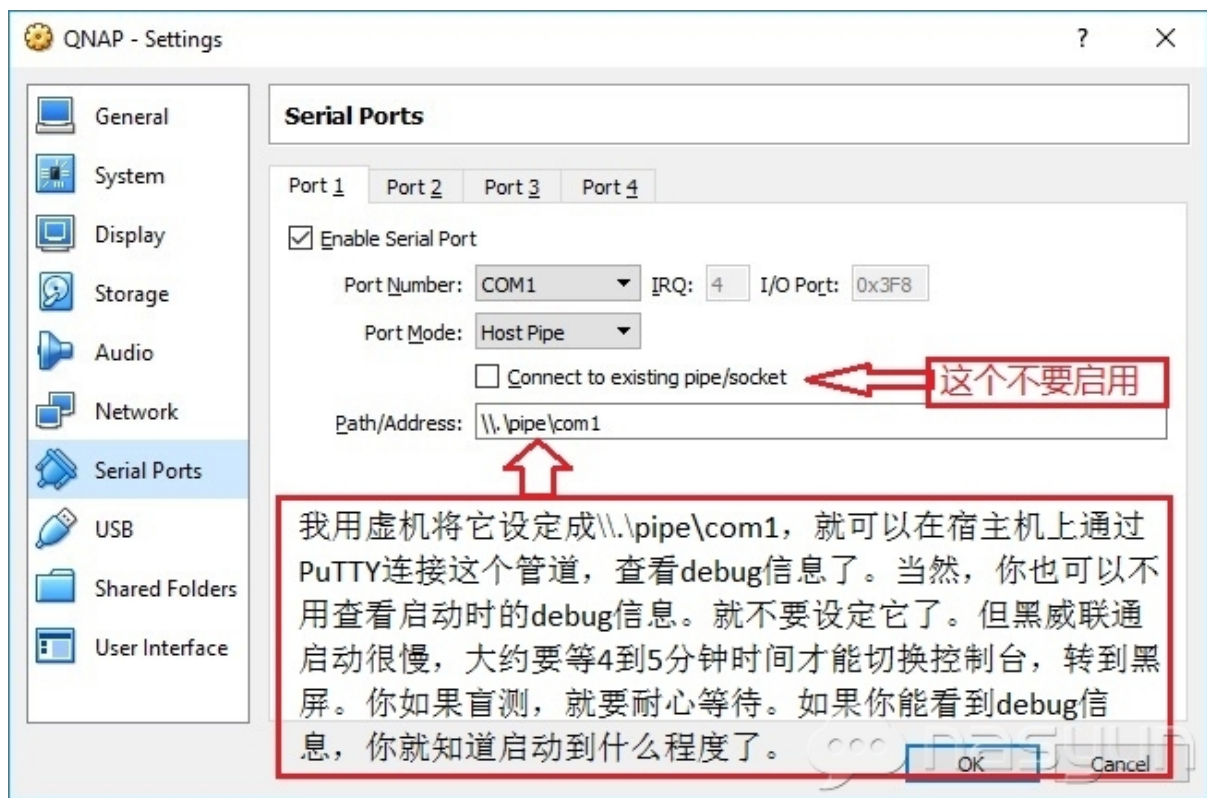 QNAP - Settings
?
General
System
Display
Storage
Audio
Network
Serial Ports
USB
Shared Folders
User Interface
Serial Ports
Port 1 Port 2 Port 3 Port 4
Enable Serial Port
Port Number: COM1 IRQ: 4 I/O Port: 0x3F8
Port Mode: Host Pipe
Connect to existing pipe/socket
这个不要启用
Path/Address: \\.\pipe\com1
我用虚机将它设定成\\.\pipe\com1，就可以在宿主机上通过
PuTTY连接这个管道，查看debug信息了。当然，你也可以不
用查看启动时的debug信息。就不要设定它了。但黑威联通
启动很慢，大约要等4到5分钟时间才能切换控制台，转到黑
屏。你如果盲测，就要耐心等待。如果你能看到debug信
息，你就知道启动到什么程度了。
nasyun
OK Cancel